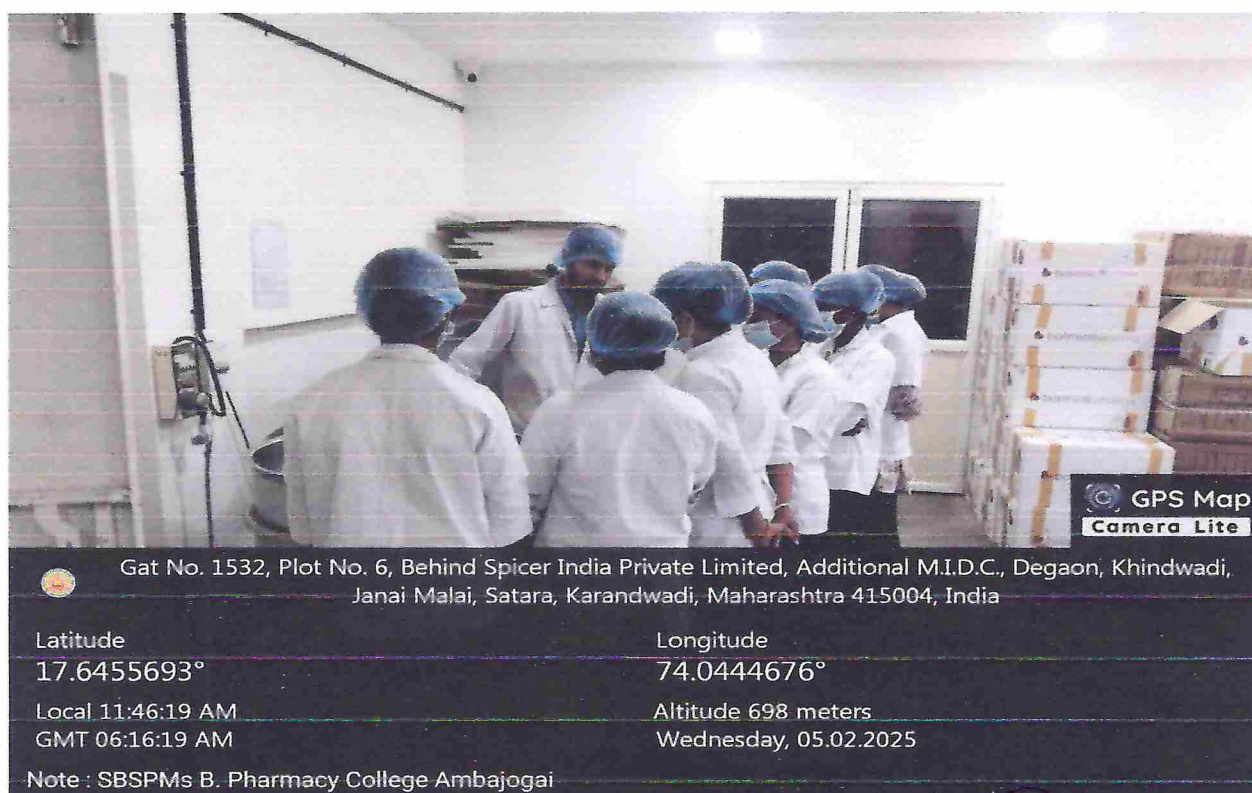 GPS Map
Camera Lite
Gat No. 1532, Plot No. 6, Behind Spicer India Private Limited, Additional M.I.D.C., Degaon, Khindwadi,
Janai Malai, Satara, Karandwadi, Maharashtra 415004, India
Latitude
17.6455693°
Longitude
74.0444676°
Local 11:46:19 AM
GMT 06:16:19 AM
Altitude 698 meters
Wednesday, 05.02.2025
Note : SBSPMs B. Pharmacy College Ambajogai